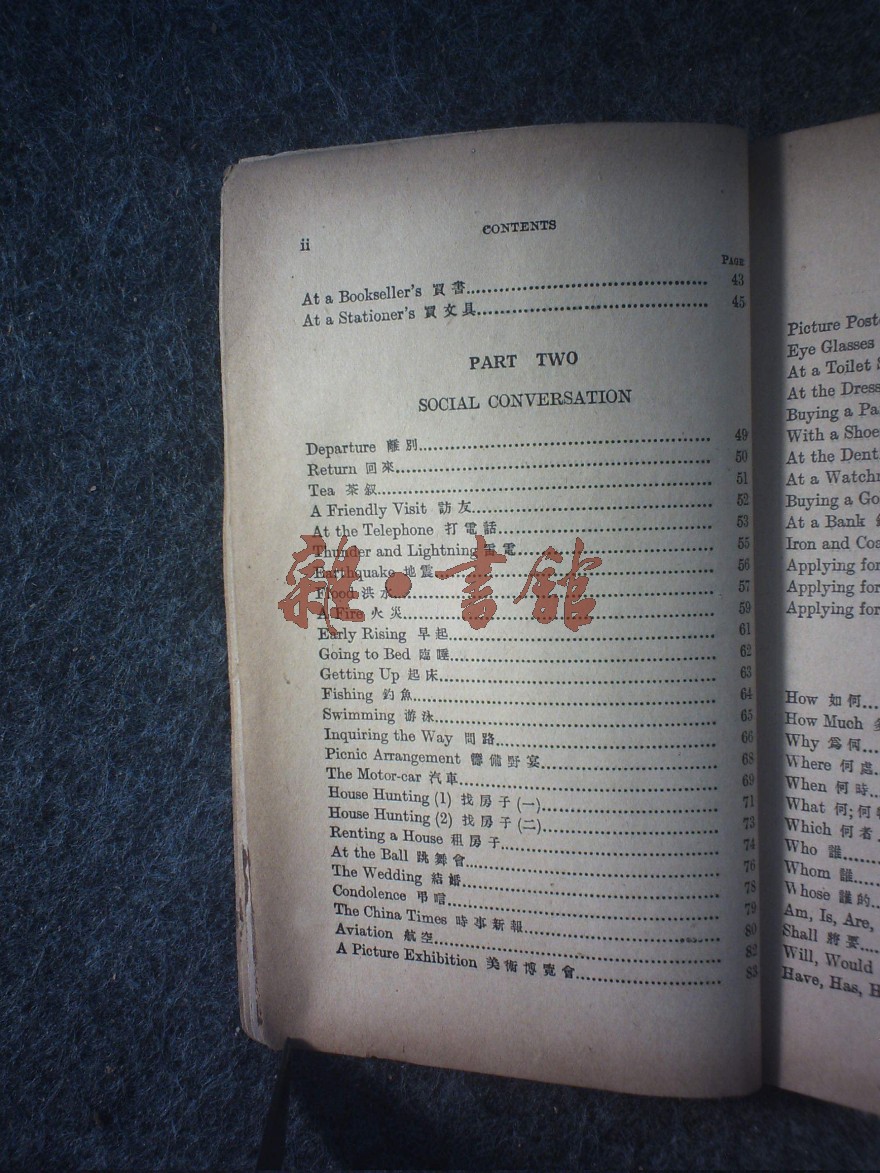 ii
CONTENTS
PAGE
At a Bookseller's 買書 43
At a Stationer's 買文具 45
PART TWO
SOCIAL CONVERSATION
Departure 離別 49
Return 回來 50
Tea 茶叙 51
A Friendly Visit 訪友 52
At the Telephone 打電話 53
Thunder and Lightning 雷電 55
Earthquake 地震 56
Flood 洪水 57
A Fire 火災 59
Early Rising 早起 61
Going to Bed 臨睡 62
Getting Up 起床 63
Fishing 釣魚 64
Swimming 游泳 65
Inquiring the Way 問路 66
Picnic Arrangement 備野宴 68
The Motor-car 汽車 69
House Hunting (1) 找房子(一) 71
House Hunting (2) 找房子(二) 73
Renting a House 租房子 74
At the Ball 跳舞會 76
The Wedding 結婚 78
Condolence 弔唁 79
The China Times 時事新報 80
Aviation 航空 82
A Picture Exhibition 美術博覽會 83
雜·書館
Picture
Eye Glasses
At a Toilet
At the
Buying a
With a
At the
At a
Buying a
At a Bank
Iron and
Applying for
Applying for
Applying for
How 如何
How Much
Why 爲何
Where 何處
When 何時
What 何;何
Which 何者
Who 誰
Whom 誰
Whose 誰的
Am, Is, Are,
Shall 將要
Will, Would
Have, Has,